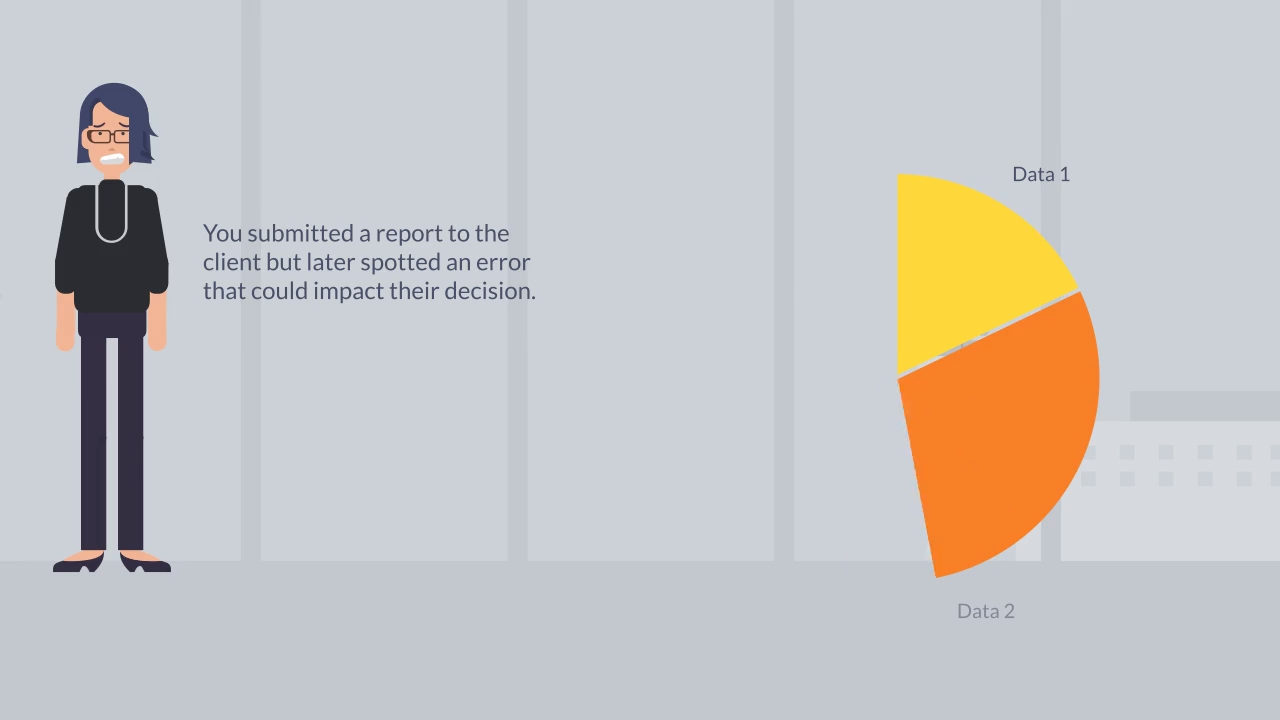 You submitted a report to the
client but later spotted an error
that could impact their decision.
Data 1
Data 2